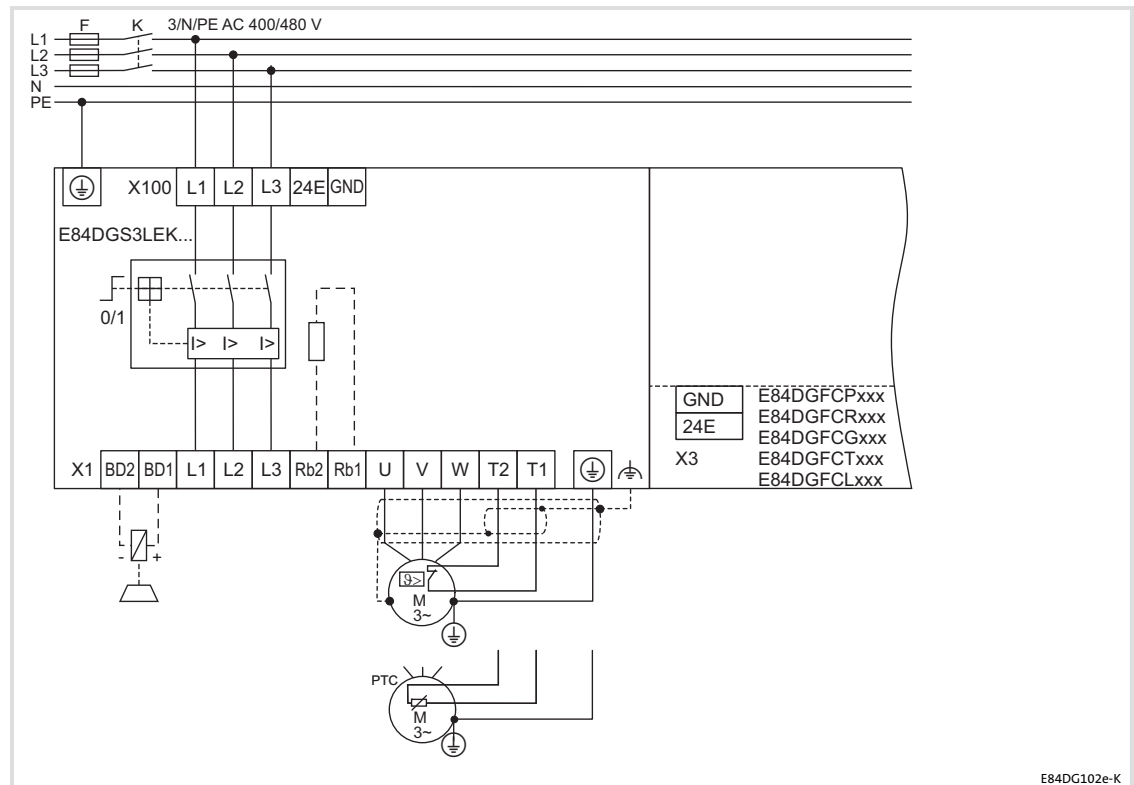 F K 3/N/PE AC 400/480 V
L1
L2
L3
N
PE
X100 L1 L2 L3 24E GND
E84DGS3LEK...
0/1
I> I> I>
GND
24E
X3
E84DGFCPxxx
E84DGFCRxxx
E84DGFCGxxx
E84DGFCTxxx
E84DGFCLxxx
X1 BD2 BD1 L1 L2 L3 Rb2 Rb1 U V W T2 T1
- +
ϑ>
M
3~
PTC
M
3~
E84DG102e-K